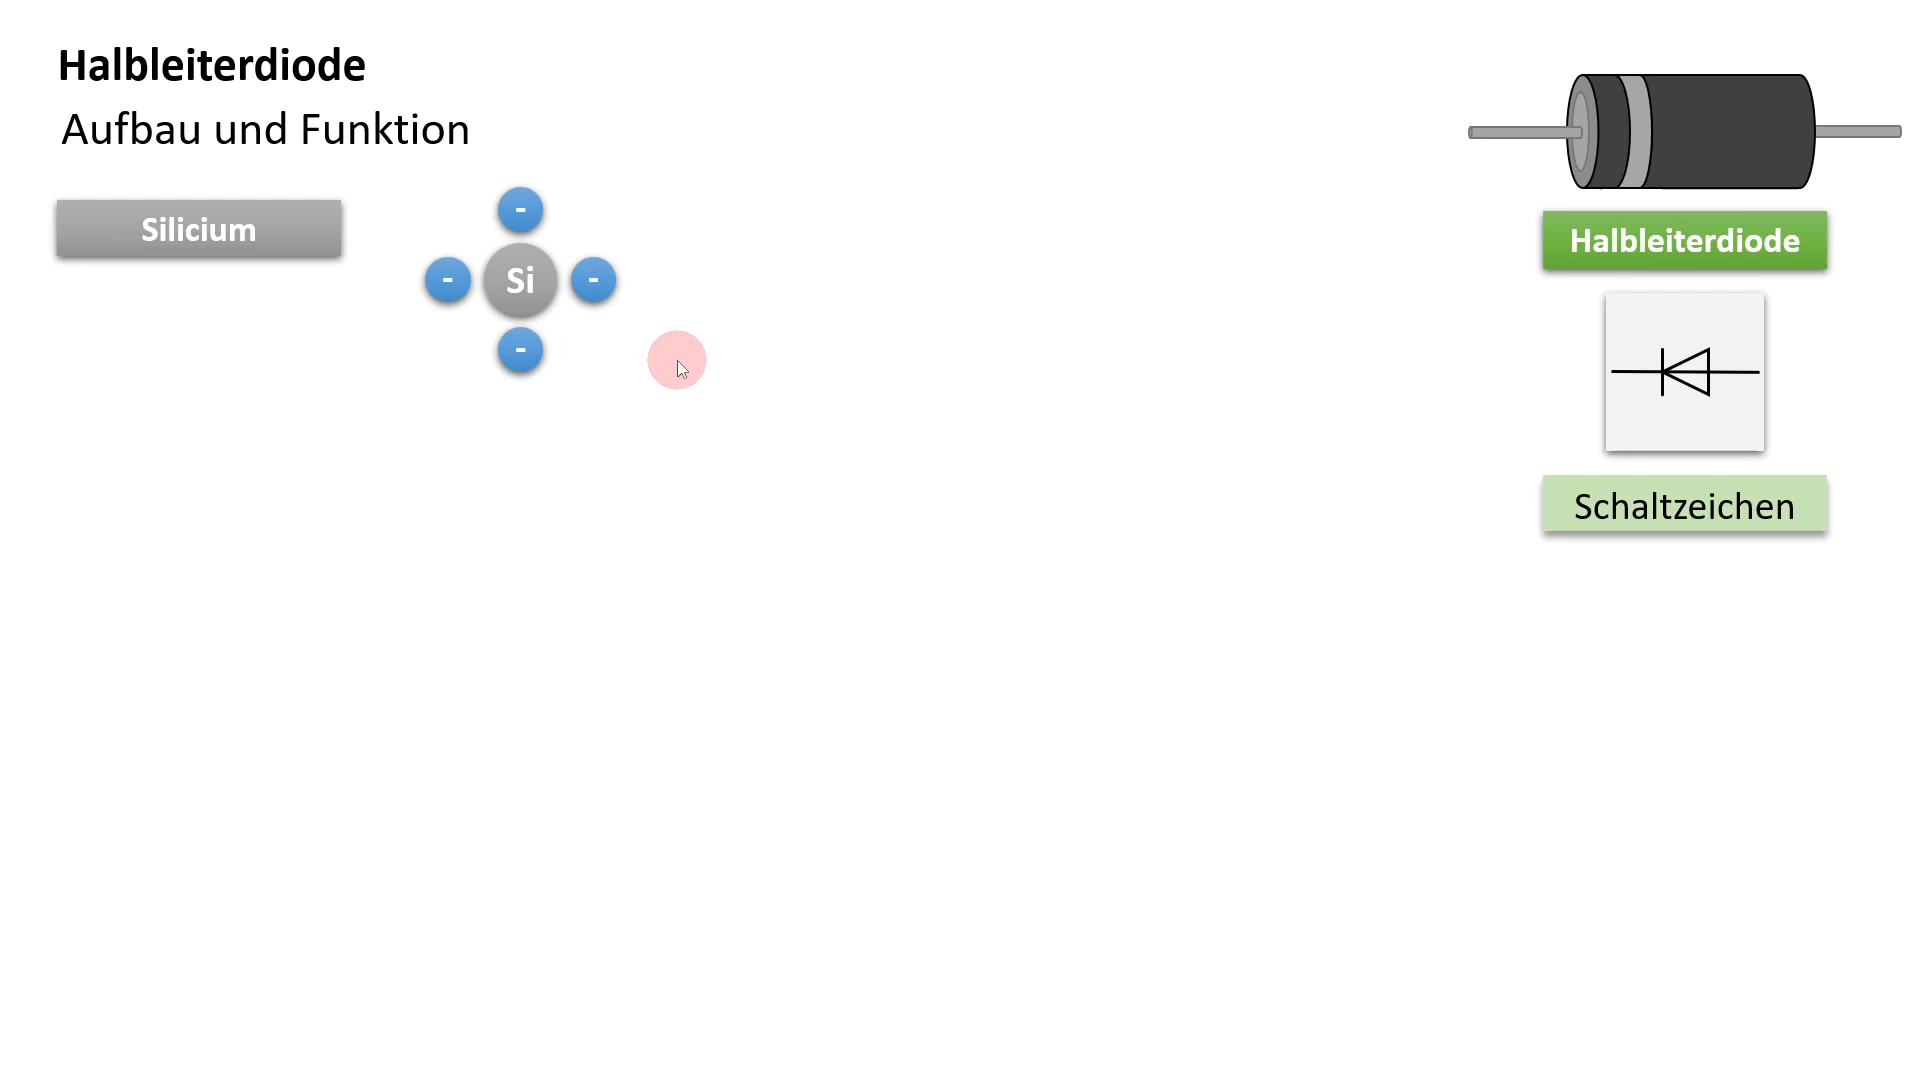 Halbleiterdiode
Aufbau und Funktion
Silicium
-
- Si -
-
Halbleiterdiode
Schaltzeichen